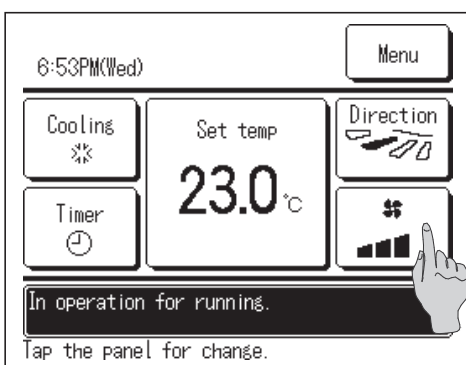 6:53PM(Wed)
Menu
Cooling
Set temp
Direction
23.0 °C
Timer
In operation for running.
Tap the panel for change.